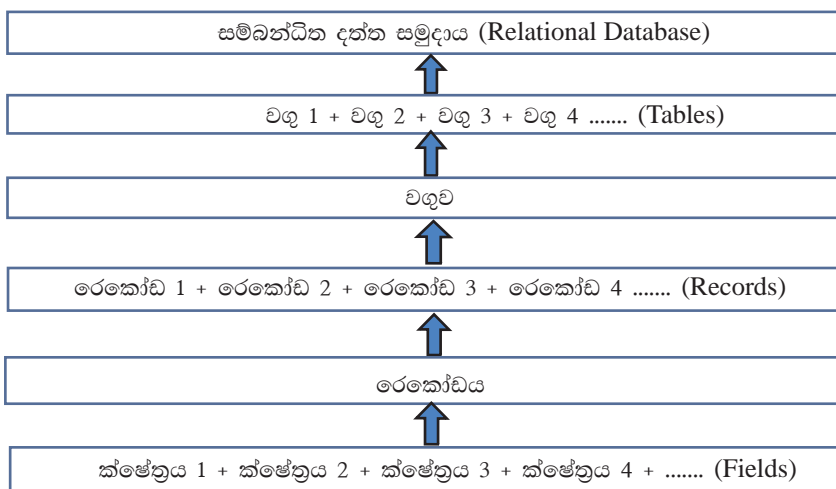 සම්බන්ධිත දත්ත සමුදාය (Relational Database)
වගු 1 + වගු 2 + වගු 3 + වගු 4 ....... (Tables)
වගුව
රෙකෝඩ 1 + රෙකෝඩ 2 + රෙකෝඩ 3 + රෙකෝඩ 4 ....... (Records)
රෙකෝඩය
ක්ෂේත්‍රය 1 + ක්ෂේත්‍රය 2 + ක්ෂේත්‍රය 3 + ක්ෂේත්‍රය 4 + ....... (Fields)